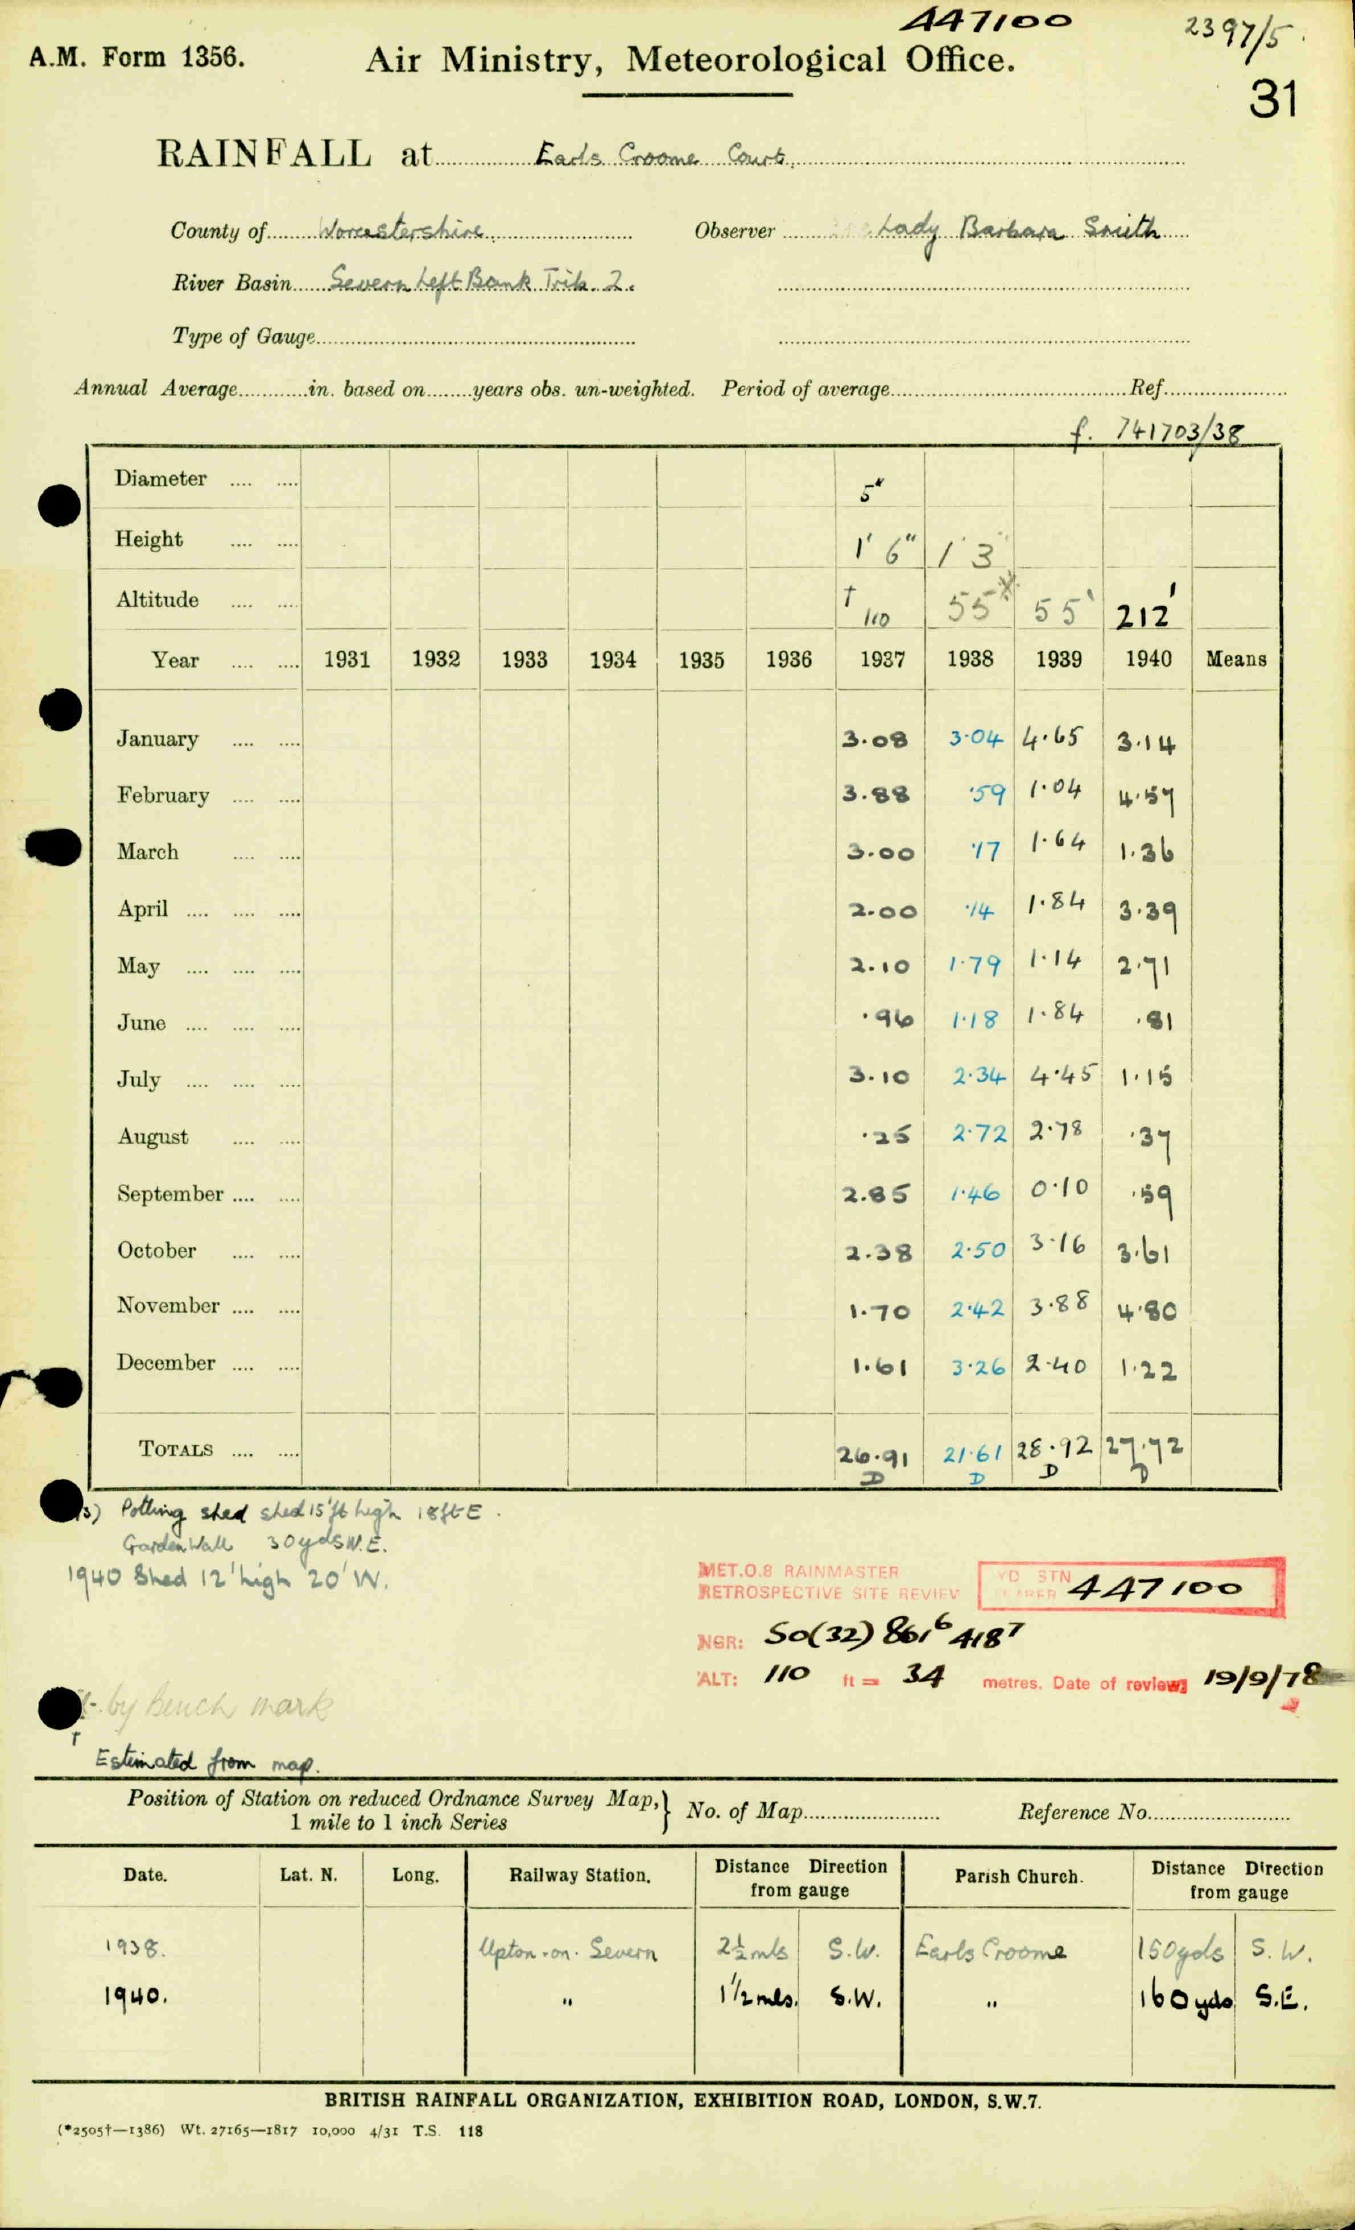 447100
2397/5
A.M. Form 1356. Air Ministry, Meteorological Office.
31
RAINFALL at Earls Croome Court.
County of Worcestershire. Observer Lady Barbara Smith
River Basin Severn Left Bank Trib. 2.
Type of Gauge
Annual Average in. based on years obs. un-weighted. Period of average Ref.
f. 741703/38
Diameter 5"
Height 1' 6" 1' 3"
Altitude † 110 55'* 55' 212'
Year 1931 1932 1933 1934 1935 1936 1937 1938 1939 1940 Means
January 3.08 3.04 4.65 3.14
February 3.88 .59 1.04 4.57
March 3.00 .17 1.64 1.36
April 2.00 .14 1.84 3.39
May 2.10 1.79 1.14 2.71
June .96 1.18 1.84 .81
July 3.10 2.34 4.45 1.15
August .25 2.72 2.78 .37
September 2.85 1.46 0.10 .59
October 2.38 2.50 3.16 3.61
November 1.70 2.42 3.88 4.80
December 1.61 3.26 2.40 1.22
TOTALS 26.91 21.61 28.92 27.72
D D D D
3) Potting shed shed 15ft high 18ft E.
Garden Wall 30yds N.E.
1940 Shed 12' high 20' W.
MET.O.8 RAINMASTER
RETROSPECTIVE SITE REVIEW
STN 447100
NGR: SO(32) 861⁶ 418⁷
ALT: 110 ft = 34 metres. Date of review 19/9/78
by Bench mark
† Estimated from map.
Position of Station on reduced Ordnance Survey Map, 1 mile to 1 inch Series } No. of Map Reference No.
Date. Lat. N. Long. Railway Station. Distance Direction from gauge Parish Church. Distance Direction from gauge
1938. Upton-on-Severn 2½ mls S.W. Earls Croome 150yds S.W.
1940. " 1½ mls. S.W. " 160 yds S.E.
BRITISH RAINFALL ORGANIZATION, EXHIBITION ROAD, LONDON, S.W.7.
(*2505†—1386) Wt. 27165—1817 10,000 4/31 T.S. 118